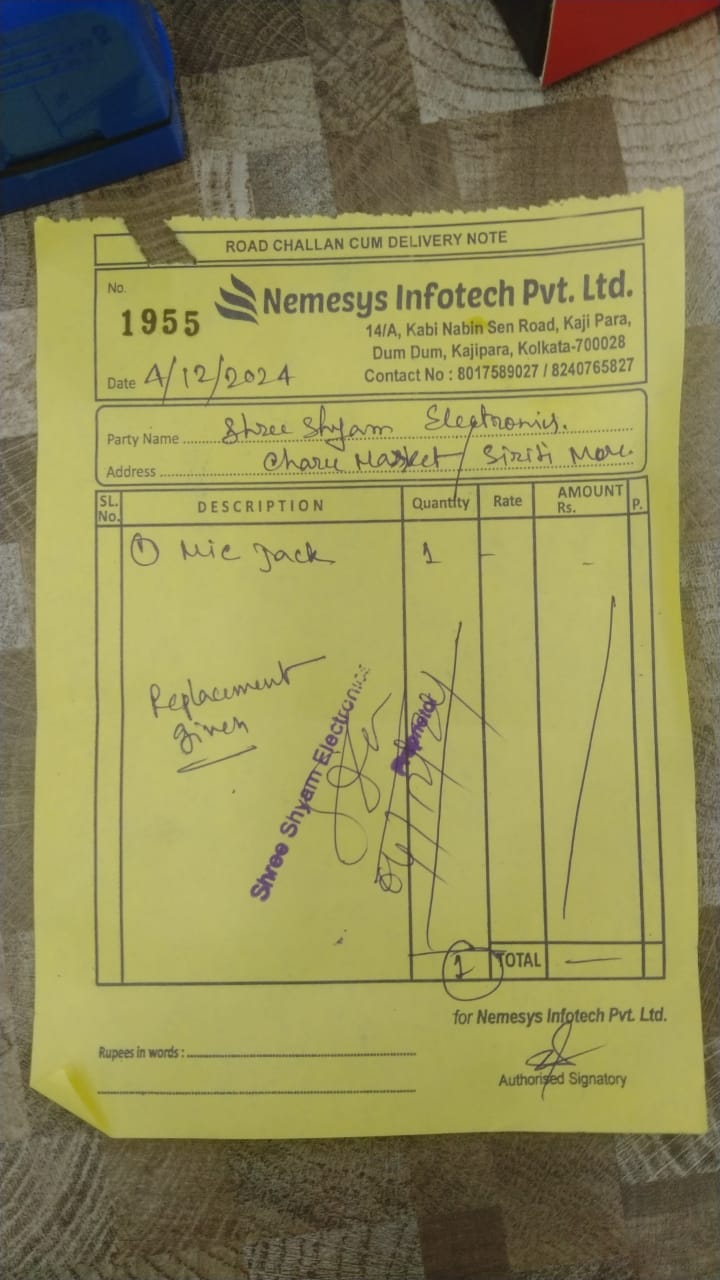 ROAD CHALLAN CUM DELIVERY NOTE
No.
1955
Nemesys Infotech Pvt. Ltd.
14/A, Kabi Nabin Sen Road, Kaji Para,
Dum Dum, Kajipara, Kolkata-700028
Contact No : 8017589027 / 8240765827
Date 4/12/2024
Party Name Shree Shyam Electronics.
Address Charu Market / Siriti More.
SL. No. DESCRIPTION Quantity Rate AMOUNT Rs. P.
① Mic Jack 1 - -
Replacement
given
Shree Shyam Electronics
Proprietor
1 TOTAL —
for Nemesys Infotech Pvt. Ltd.
Rupees in words :
Authorised Signatory